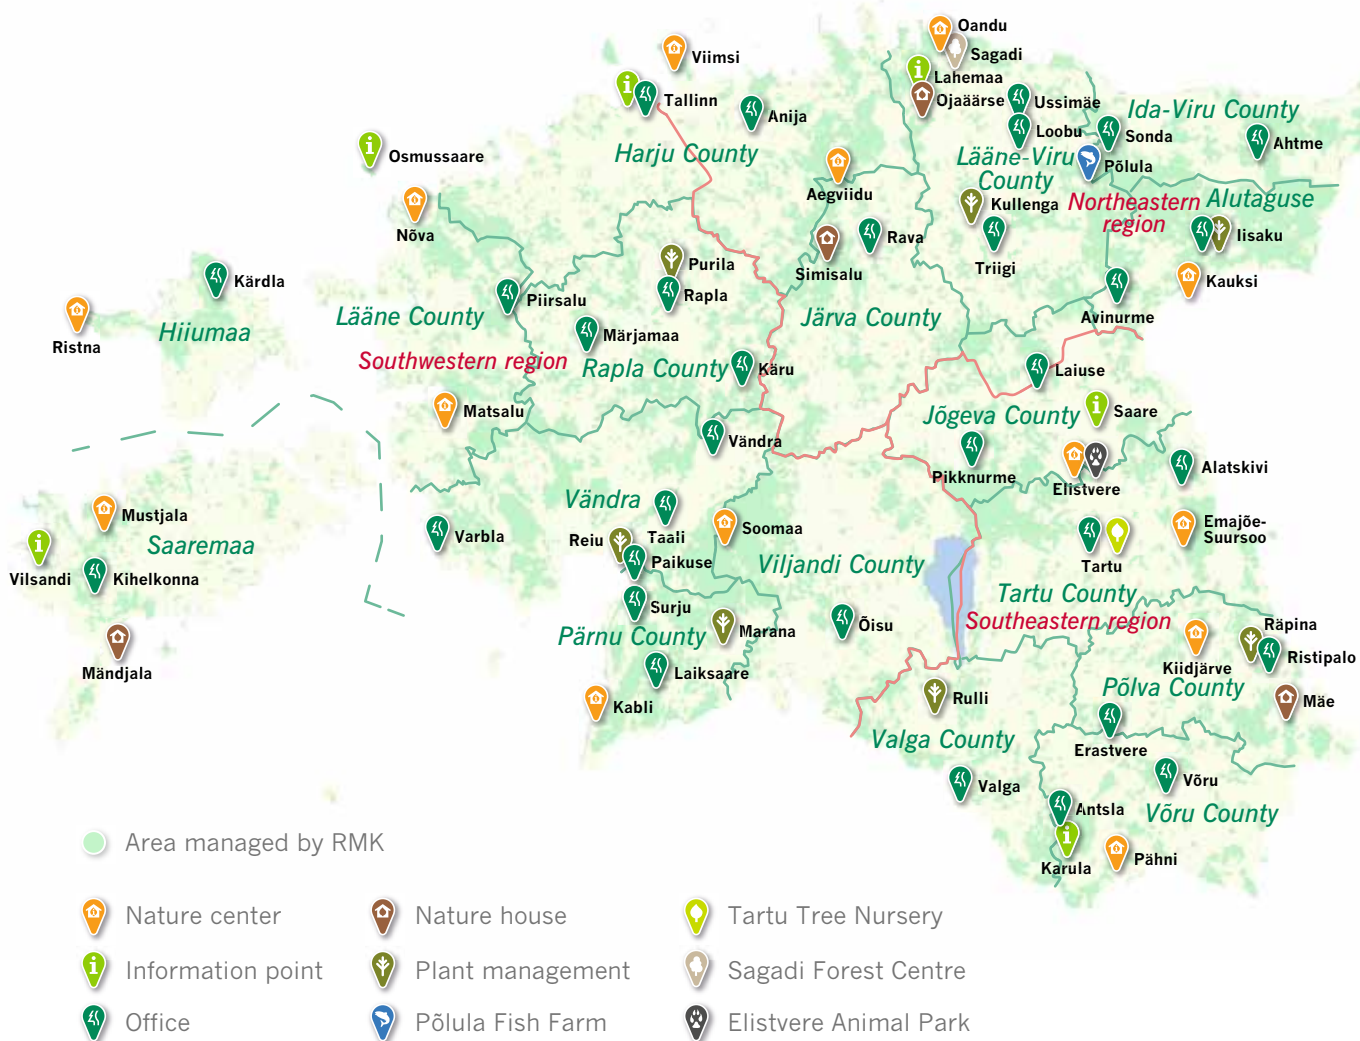 Oandu
Sagadi
Viimsi
Lahemaa
Tallinn
Ojaäärse
Ussimäe
Ida-Viru County
Anija
Loobu
Sonda
Ahtme
Osmussaare
Harju County
Lääne-Viru
County
Põlula
Aegviidu
Kullenga
Northeastern
region
Alutaguse
Nõva
Rava
Iisaku
Simisalu
Triigi
Purila
Kärdla
Rapla
Kauksi
Piirsalu
Avinurme
Ristna
Hiiumaa
Lääne County
Järva County
Märjamaa
Southwestern region
Rapla County
Käru
Laiuse
Matsalu
Jõgeva County
Saare
Vändra
Pikknurme
Elistvere
Alatskivi
Mustjala
Vändra
Taali
Soomaa
Emajõe-
Suursoo
Saaremaa
Varbla
Reiu
Paikuse
Tartu
Vilsandi
Kihelkonna
Viljandi County
Tartu County
Surju
Southeastern region
Pärnu County
Marana
Õisu
Räpina
Ristipalo
Mändjala
Laiksaare
Kiidjärve
Põlva County
Kabli
Rulli
Mäe
Valga County
Erastvere
Valga
Võru
Antsla
Võru County
Karula
Pähni
Area managed by RMK
Nature center
Nature house
Tartu Tree Nursery
Information point
Plant management
Sagadi Forest Centre
Office
Põlula Fish Farm
Elistvere Animal Park